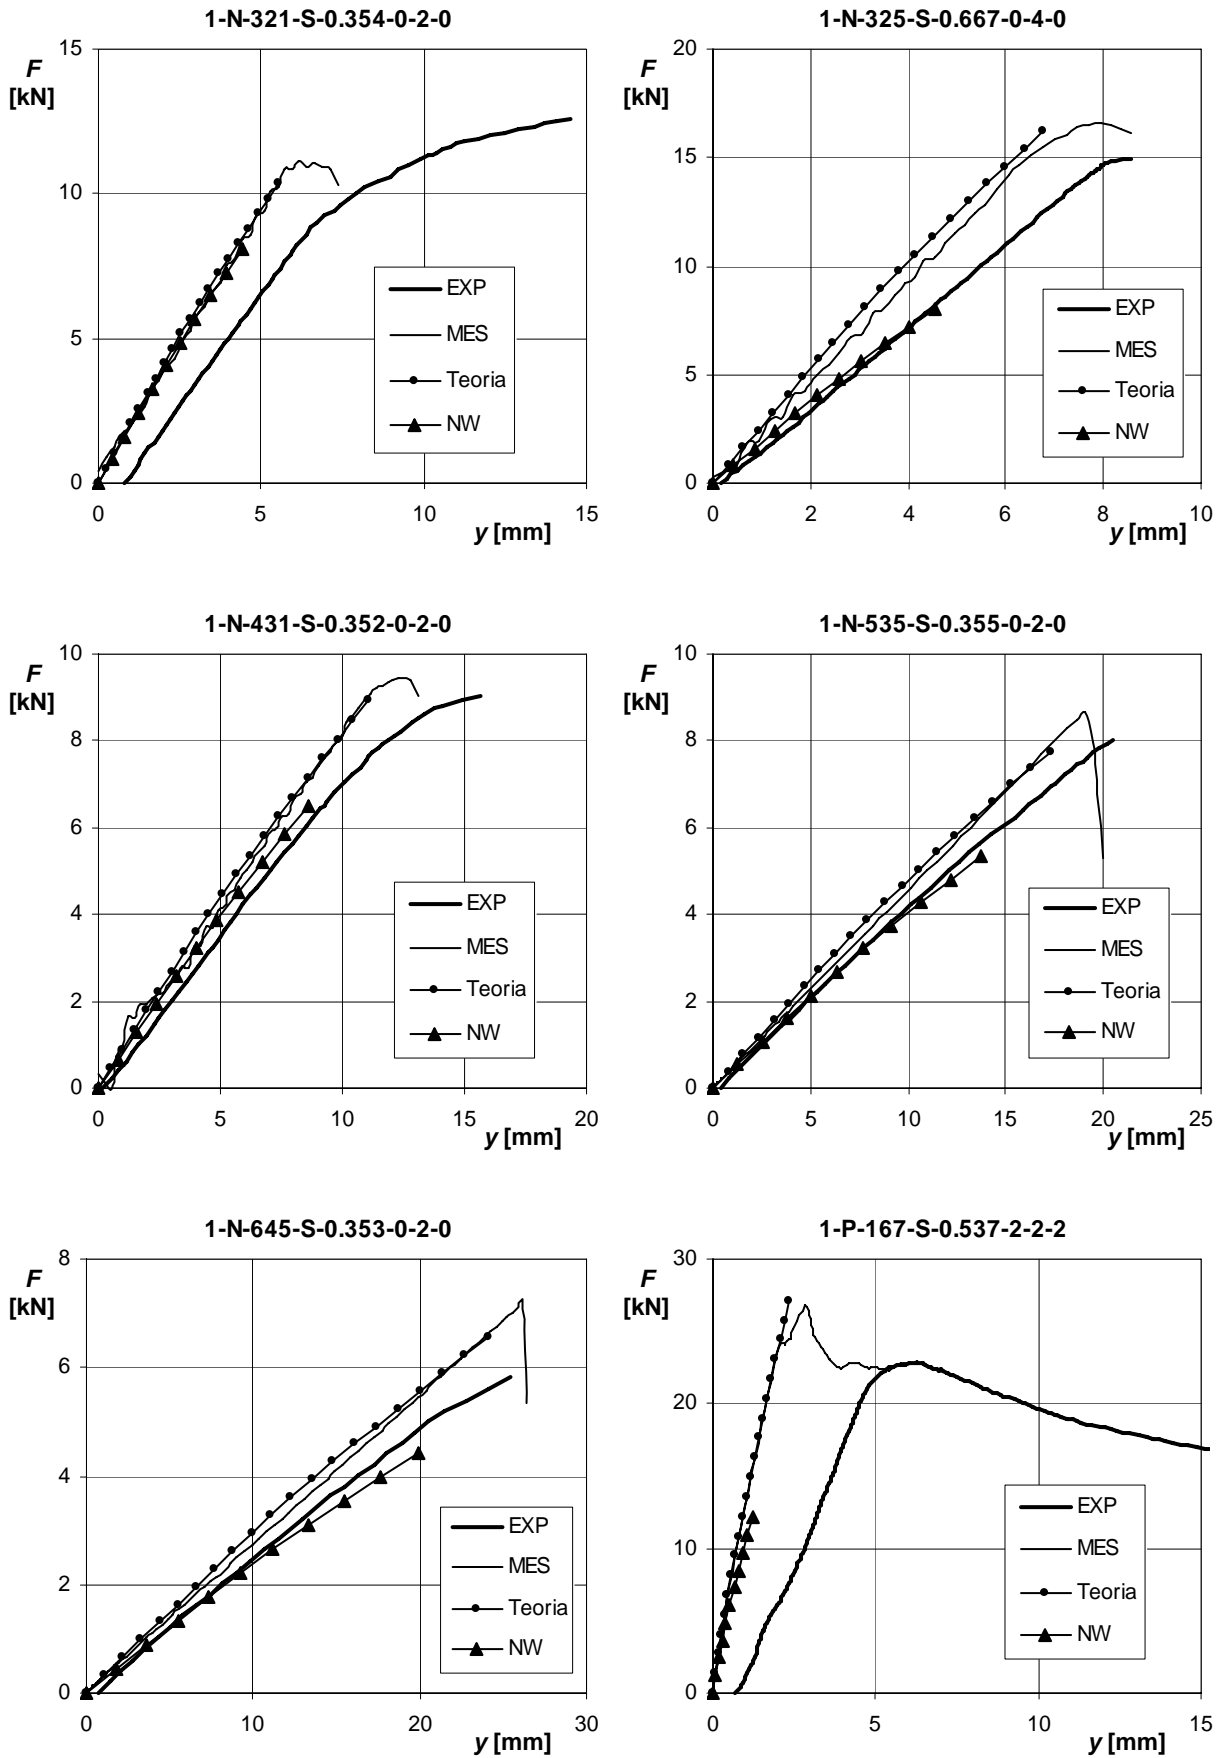 1-N-321-S-0.354-0-2-0
F
[kN]
15
10
5
0
0 5 10 15
y [mm]
EXP
MES
Teoria
NW
1-N-325-S-0.667-0-4-0
F
[kN]
20
15
10
5
0
0 2 4 6 8 10
y [mm]
EXP
MES
Teoria
NW
1-N-431-S-0.352-0-2-0
F
[kN]
10
8
6
4
2
0
0 5 10 15 20
y [mm]
EXP
MES
Teoria
NW
1-N-535-S-0.355-0-2-0
F
[kN]
10
8
6
4
2
0
0 5 10 15 20 25
y [mm]
EXP
MES
Teoria
NW
1-N-645-S-0.353-0-2-0
F
[kN]
8
6
4
2
0
0 10 20 30
y [mm]
EXP
MES
Teoria
NW
1-P-167-S-0.537-2-2-2
F
[kN]
30
20
10
0
0 5 10 15
y [mm]
EXP
MES
Teoria
NW